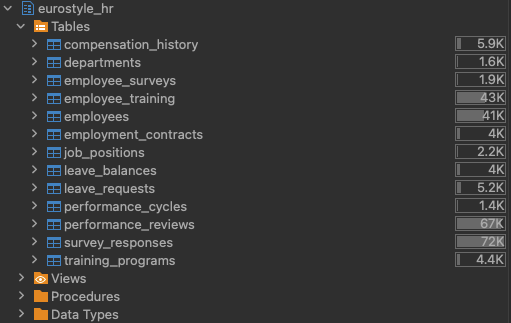 eurostyle_hr
Tables
compensation_history 5.9K
departments 1.6K
employee_surveys 1.9K
employee_training 43K
employees 41K
employment_contracts 4K
job_positions 2.2K
leave_balances 4K
leave_requests 5.2K
performance_cycles 1.4K
performance_reviews 67K
survey_responses 72K
training_programs 4.4K
Views
Procedures
Data Types